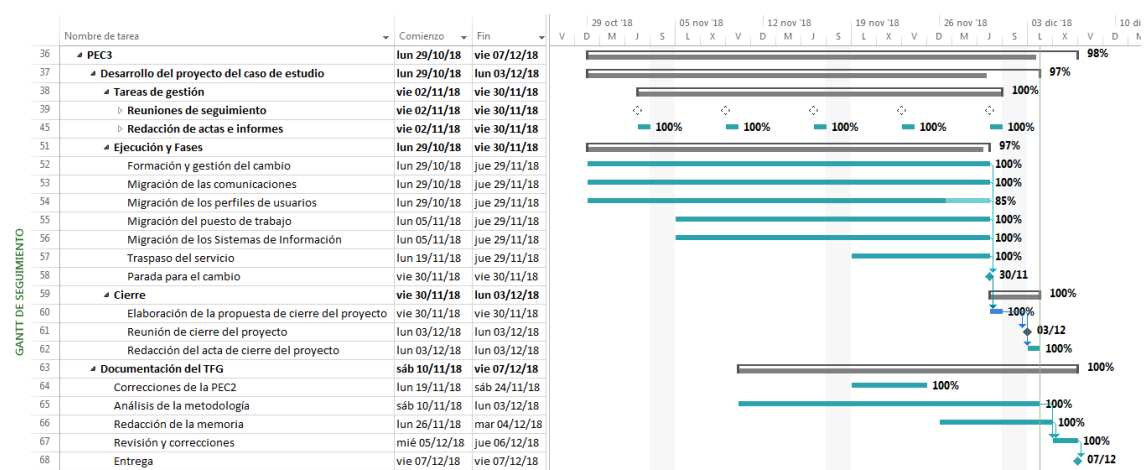 29 oct '18 05 nov '18 12 nov '18 19 nov '18 26 nov '18 03 dic '18 10 di
Nombre de tarea Comienzo Fin V D M J S L X V D M J S L X V D M J S L X V D M
36 PEC3 lun 29/10/18 vie 07/12/18 98%
37 Desarrollo del proyecto del caso de estudio lun 29/10/18 lun 03/12/18 97%
38 Tareas de gestión vie 02/11/18 vie 30/11/18 100%
39 Reuniones de seguimiento vie 02/11/18 vie 30/11/18
45 Redacción de actas e informes vie 02/11/18 vie 30/11/18 100% 100% 100% 100% 100%
51 Ejecución y Fases lun 29/10/18 vie 30/11/18 97%
52 Formación y gestión del cambio lun 29/10/18 jue 29/11/18 100%
53 Migración de las comunicaciones lun 29/10/18 jue 29/11/18 100%
54 Migración de los perfiles de usuarios lun 29/10/18 jue 29/11/18 85%
55 Migración del puesto de trabajo lun 05/11/18 jue 29/11/18 100%
56 Migración de los Sistemas de Información lun 05/11/18 jue 29/11/18 100%
57 Traspaso del servicio lun 19/11/18 jue 29/11/18 100%
58 Parada para el cambio vie 30/11/18 vie 30/11/18 30/11
59 Cierre vie 30/11/18 lun 03/12/18 100%
60 Elaboración de la propuesta de cierre del proyecto vie 30/11/18 vie 30/11/18 100%
61 Reunión de cierre del proyecto lun 03/12/18 lun 03/12/18 03/12
62 Redacción del acta de cierre del proyecto lun 03/12/18 lun 03/12/18 100%
63 Documentación del TFG sáb 10/11/18 vie 07/12/18 100%
64 Correcciones de la PEC2 lun 19/11/18 sáb 24/11/18 100%
65 Análisis de la metodología sáb 10/11/18 lun 03/12/18 100%
66 Redacción de la memoria lun 26/11/18 mar 04/12/18 100%
67 Revisión y correcciones mié 05/12/18 jue 06/12/18 100%
68 Entrega vie 07/12/18 vie 07/12/18 07/12
GANTT DE SEGUIMIENTO